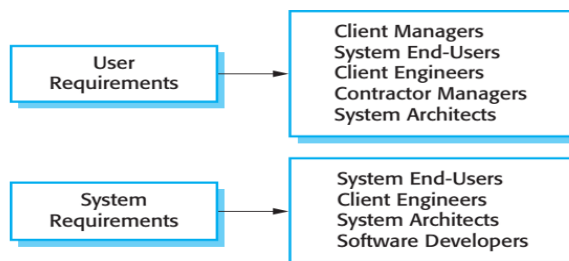 User
Requirements
Client Managers
System End-Users
Client Engineers
Contractor Managers
System Architects
System
Requirements
System End-Users
Client Engineers
System Architects
Software Developers